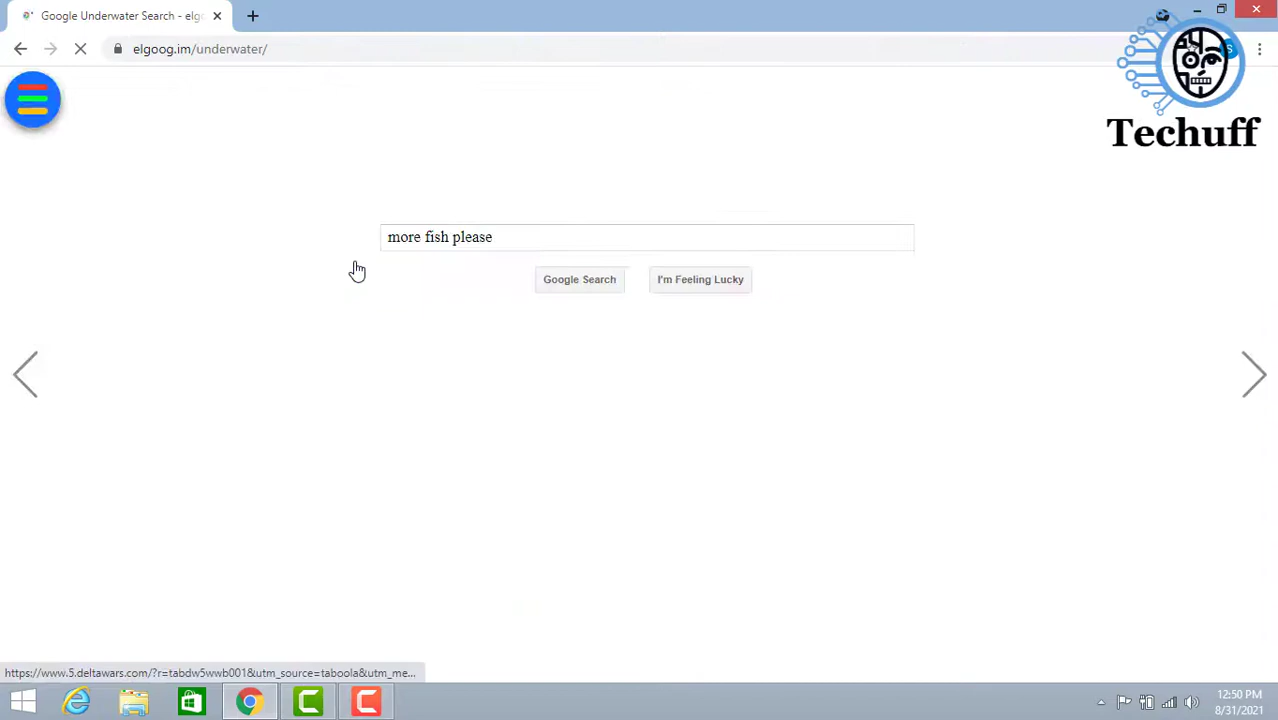 Google Underwater Search - elg
elgoog.im/underwater/
S
Techuff
more fish please
Google Search
I'm Feeling Lucky
https://www.5.deltawars.com/?r=tabdw5wwb001&utm_source=taboola&utm_me...
12:50 PM
8/31/2021